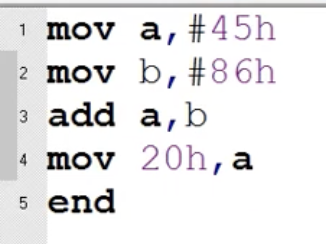 1 mov a,#45h
2 mov b,#86h
3 add a,b
4 mov 20h,a
5 end